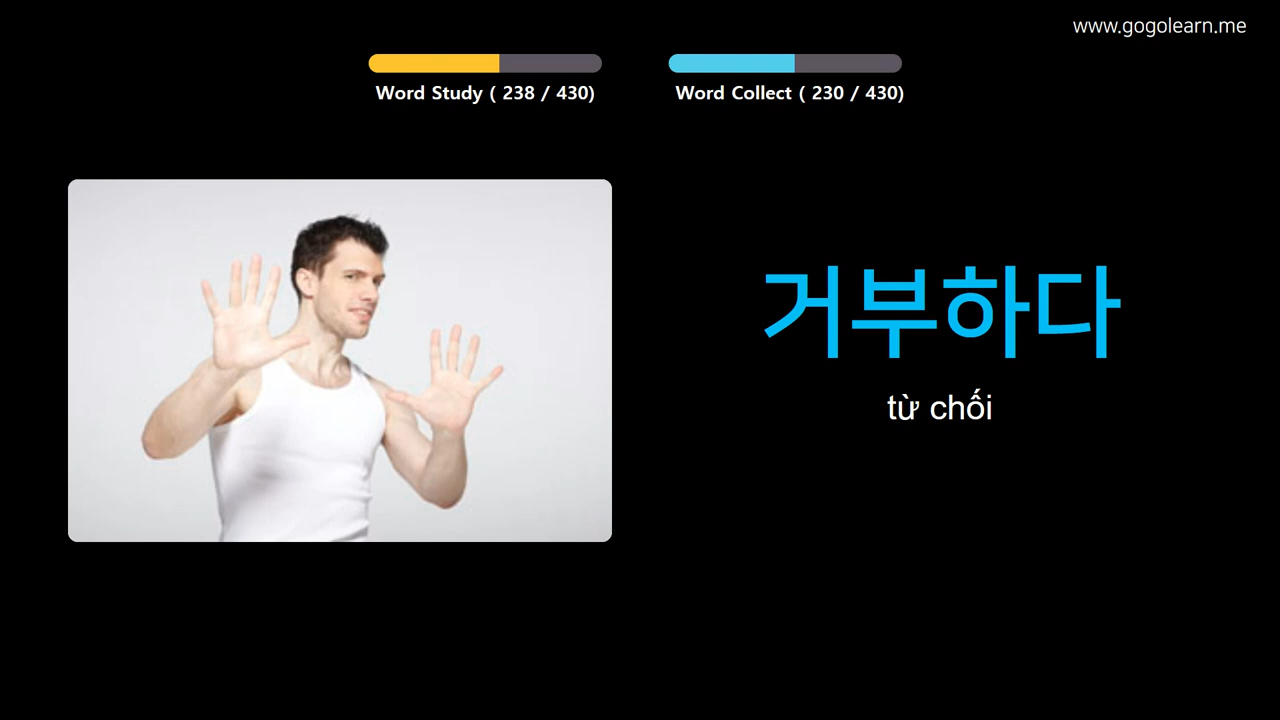 www.gogolearn.me
Word Study ( 238 / 430)
Word Collect ( 230 / 430)
거부하다
từ chối